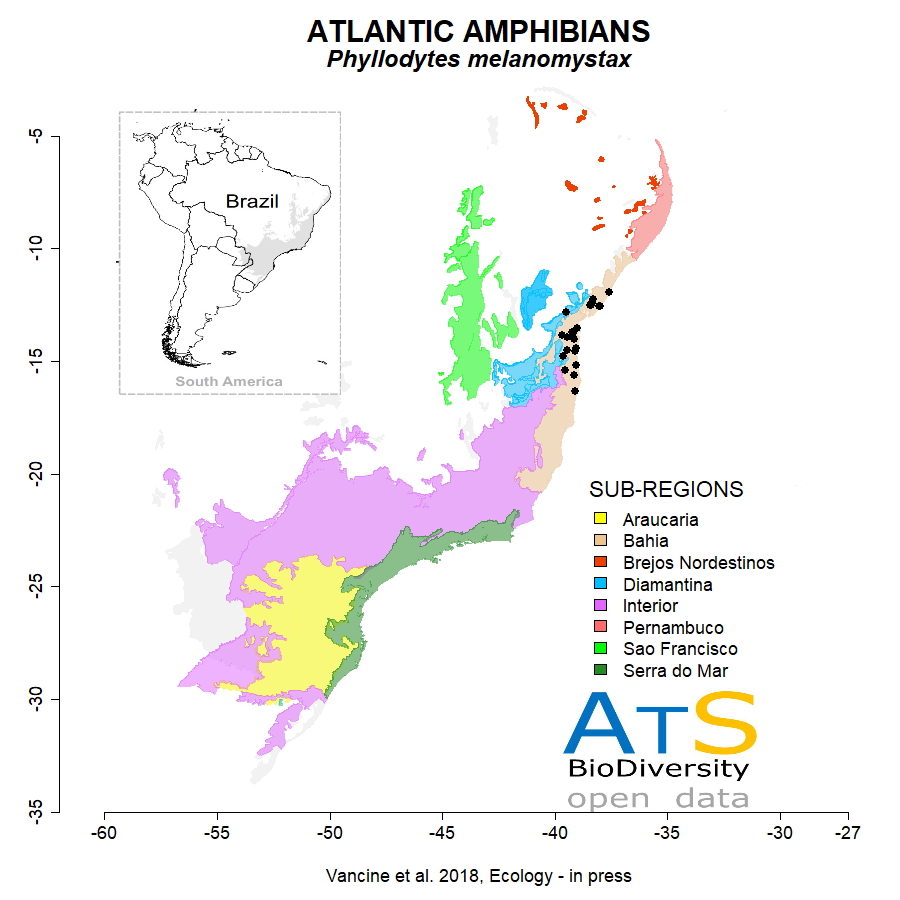 ATLANTIC AMPHIBIANS
Phyllodytes melanomystax
-5
-10
-15
-20
-25
-30
-35
Brazil
South America
SUB-REGIONS
Araucaria
Bahia
Brejos Nordestinos
Diamantina
Interior
Pernambuco
Sao Francisco
Serra do Mar
ATS
BioDiversity
open data
-60
-55
-50
-45
-40
-35
-30
-27
Vancine et al. 2018, Ecology - in press